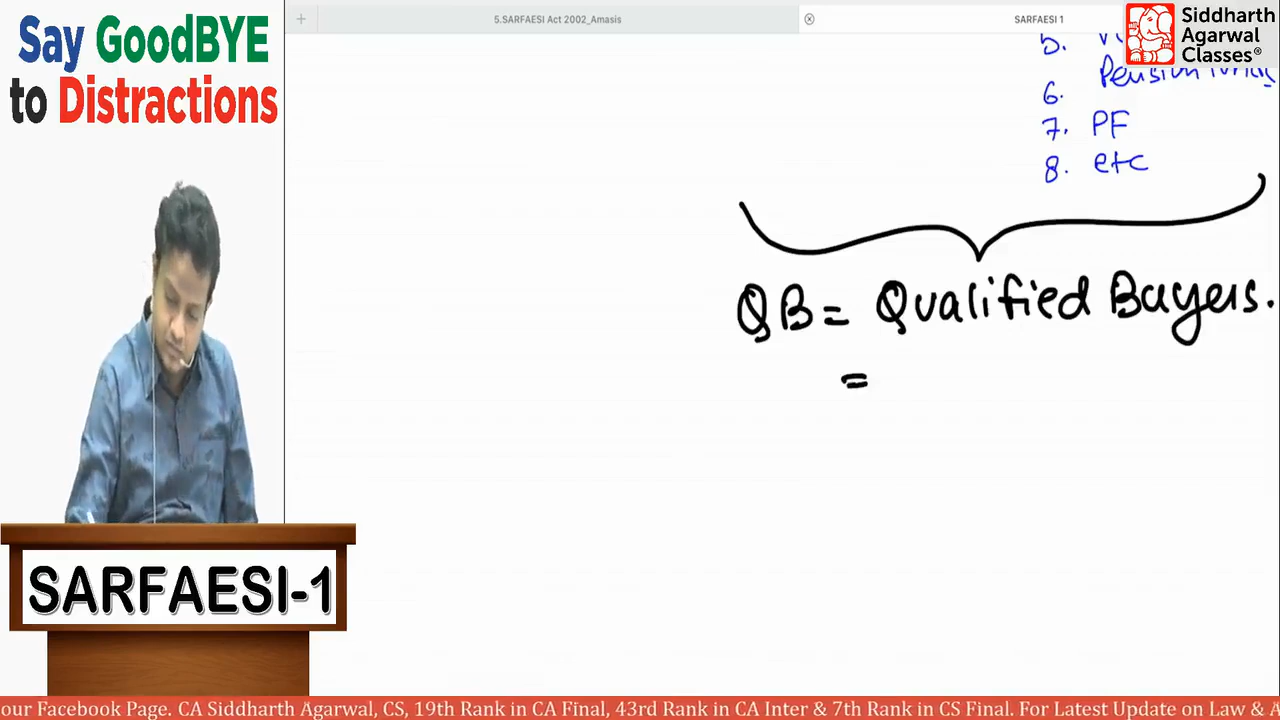 Say GoodBYE
to Distractions
5.SARFAESI Act 2002_Amasis
SARFAESI 1
Siddharth
Agarwal
Classes®
5.
6. Pension funds
7. PF
8. etc
QB = Qualified Buyers.
=
SARFAESI-1
our Facebook Page. CA Siddharth Agarwal, CS, 19th Rank in CA Final, 43rd Rank in CA Inter & 7th Rank in CS Final. For Latest Update on Law & A